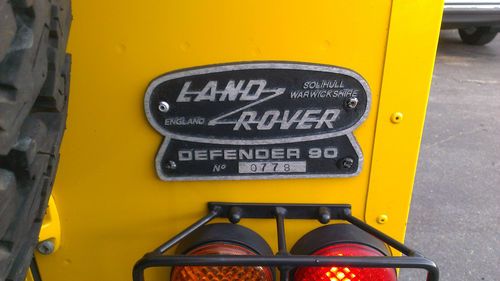 LAND ROVER
SOLIHULL
WARWICKSHIRE
ENGLAND
DEFENDER 90
No 0778